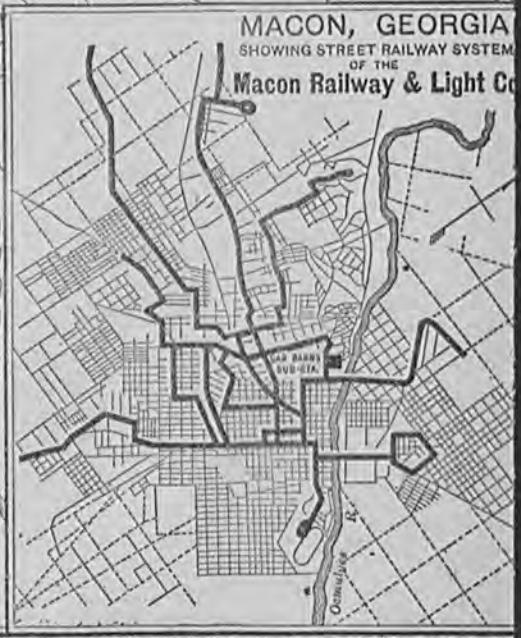 MACON, GEORGIA
SHOWING STREET RAILWAY SYSTEM
OF THE
Macon Railway & Light Co
CAR BARNS
SUB-STA.
Ocmulgee R.